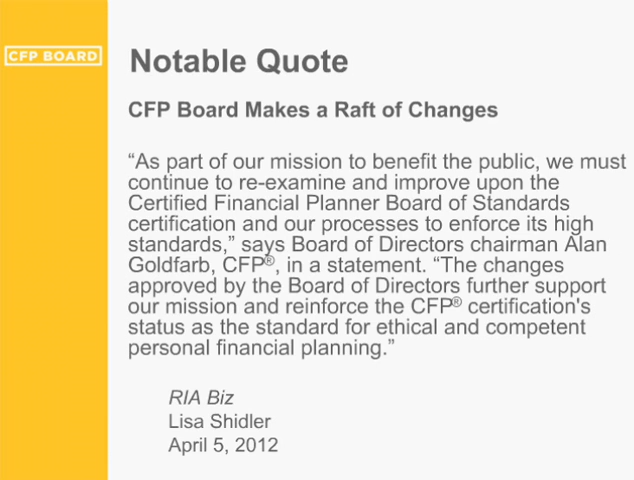 CFP BOARD
Notable Quote
CFP Board Makes a Raft of Changes
“As part of our mission to benefit the public, we must
continue to re-examine and improve upon the
Certified Financial Planner Board of Standards
certification and our processes to enforce its high
standards,” says Board of Directors chairman Alan
Goldfarb, CFP®, in a statement. “The changes
approved by the Board of Directors further support
our mission and reinforce the CFP® certification's
status as the standard for ethical and competent
personal financial planning.”
RIA Biz
Lisa Shidler
April 5, 2012